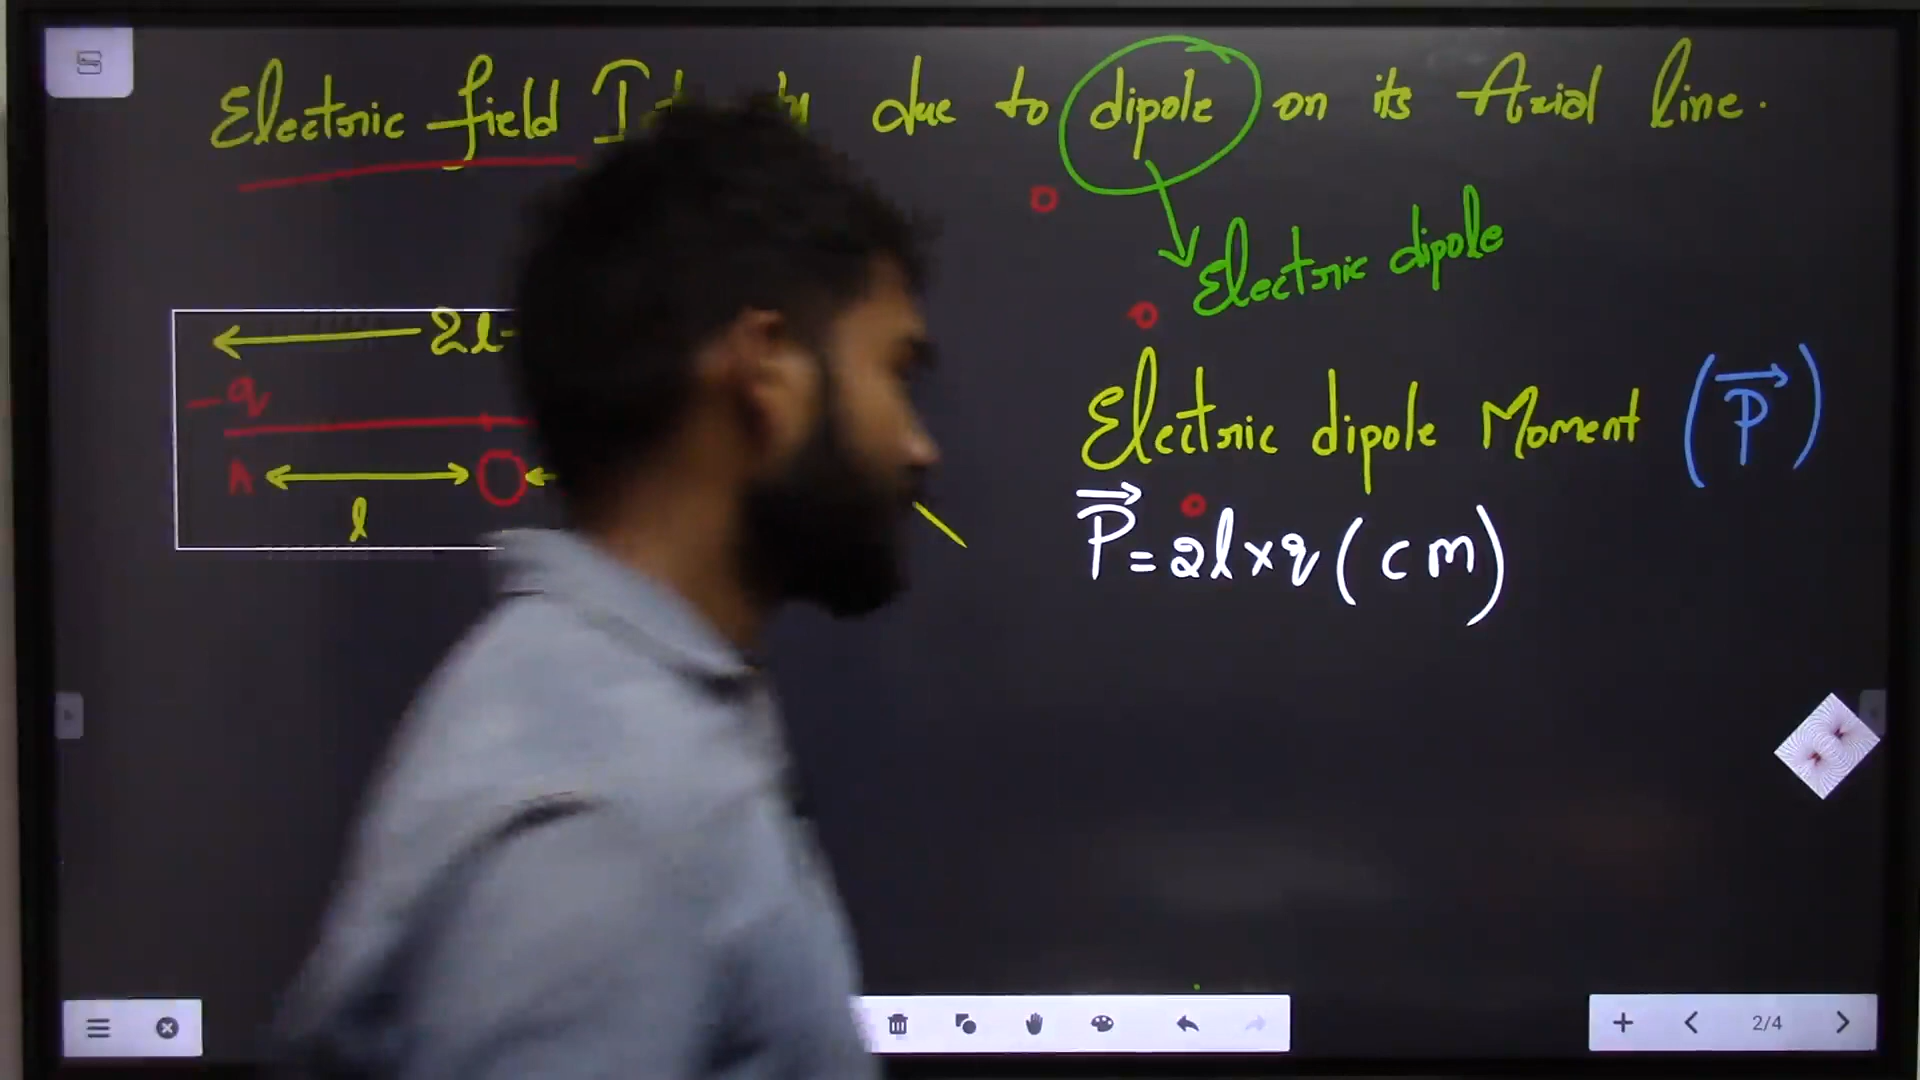 Electric field due to dipole on its Axial line.
Electric dipole
2l
-q
A
O
l
Electric dipole Moment (P)
P = 2l x q (cm)
2/4